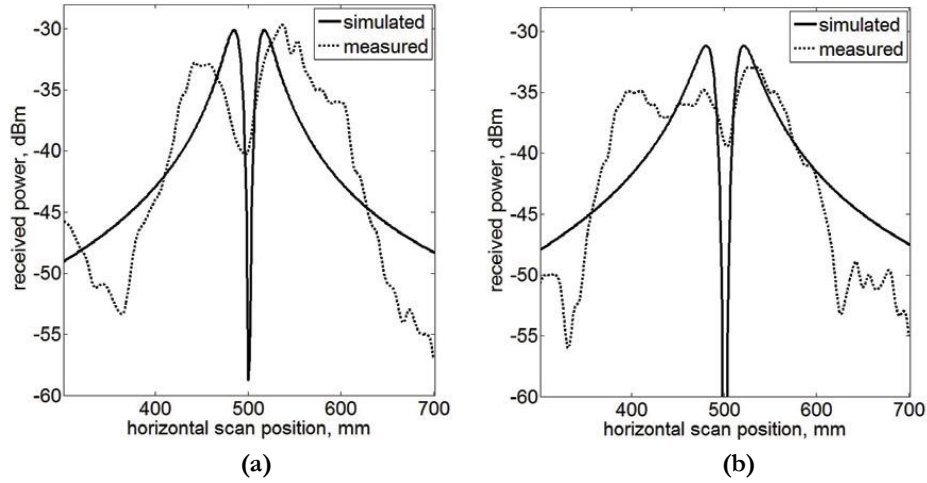 simulated
measured
-30
-35
-40
-45
-50
-55
-60
received power, dBm
400
500
600
700
horizontal scan position, mm
(a)
simulated
measured
-30
-35
-40
-45
-50
-55
-60
received power, dBm
400
500
600
700
horizontal scan position, mm
(b)